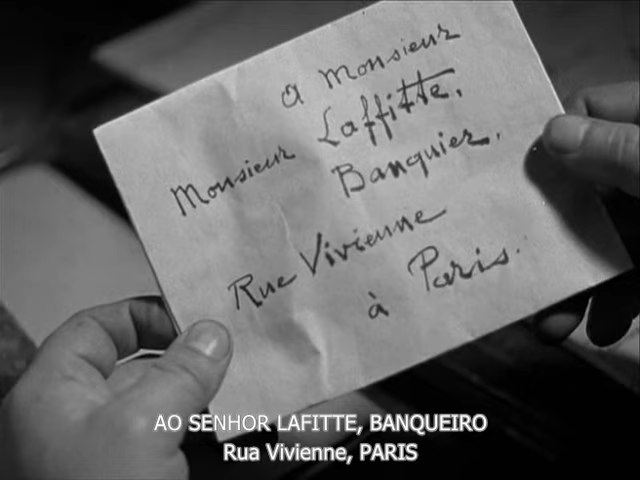 A Monsieur
Monsieur Laffitte,
Banquier.
Rue Vivienne
à Paris.
AO SENHOR LAFITTE, BANQUEIRO
Rua Vivienne, PARIS